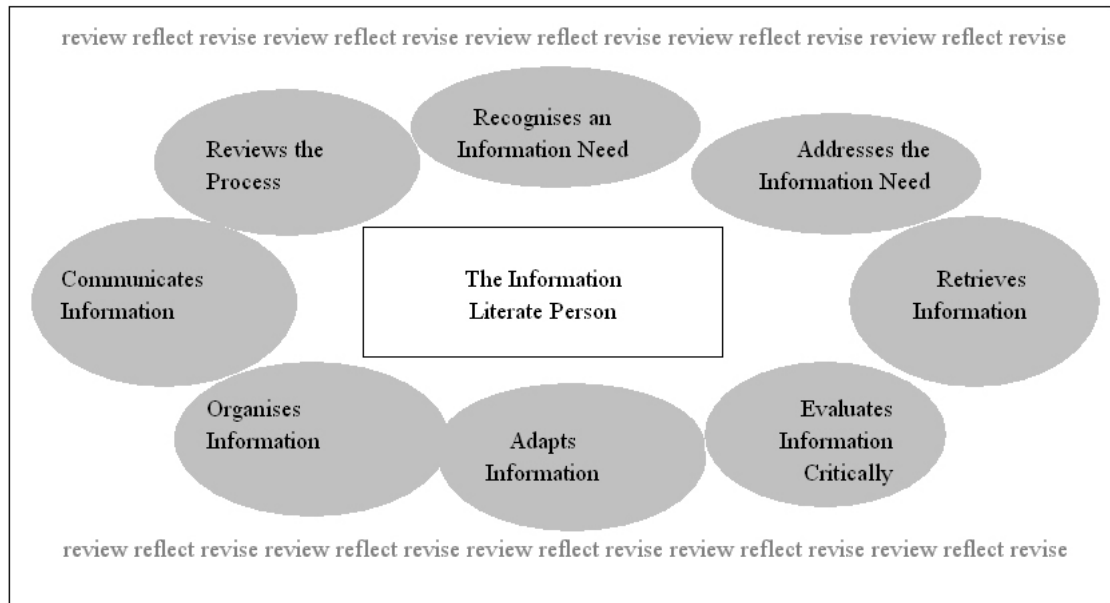 review reflect revise review reflect revise review reflect revise review reflect revise review reflect revise
Recognises an
Information Need
Addresses the
Information Need
Retrieves
Information
Evaluates
Information
Critically
Adapts
Information
Organises
Information
Communicates
Information
Reviews the
Process
The Information
Literate Person
review reflect revise review reflect revise review reflect revise review reflect revise review reflect revise